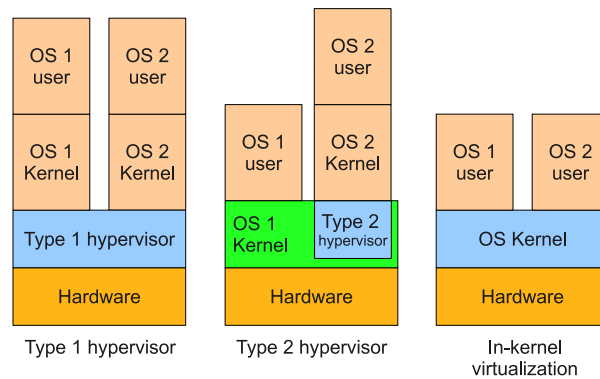 OS 1
user
OS 2
user
OS 1
Kernel
OS 2
Kernel
Type 1 hypervisor
Hardware
Type 1 hypervisor
OS 2
user
OS 1
user
OS 2
Kernel
OS 1
Kernel
Type 2
hypervisor
Hardware
Type 2 hypervisor
OS 1
user
OS 2
user
OS Kernel
Hardware
In-kernel
virtualization